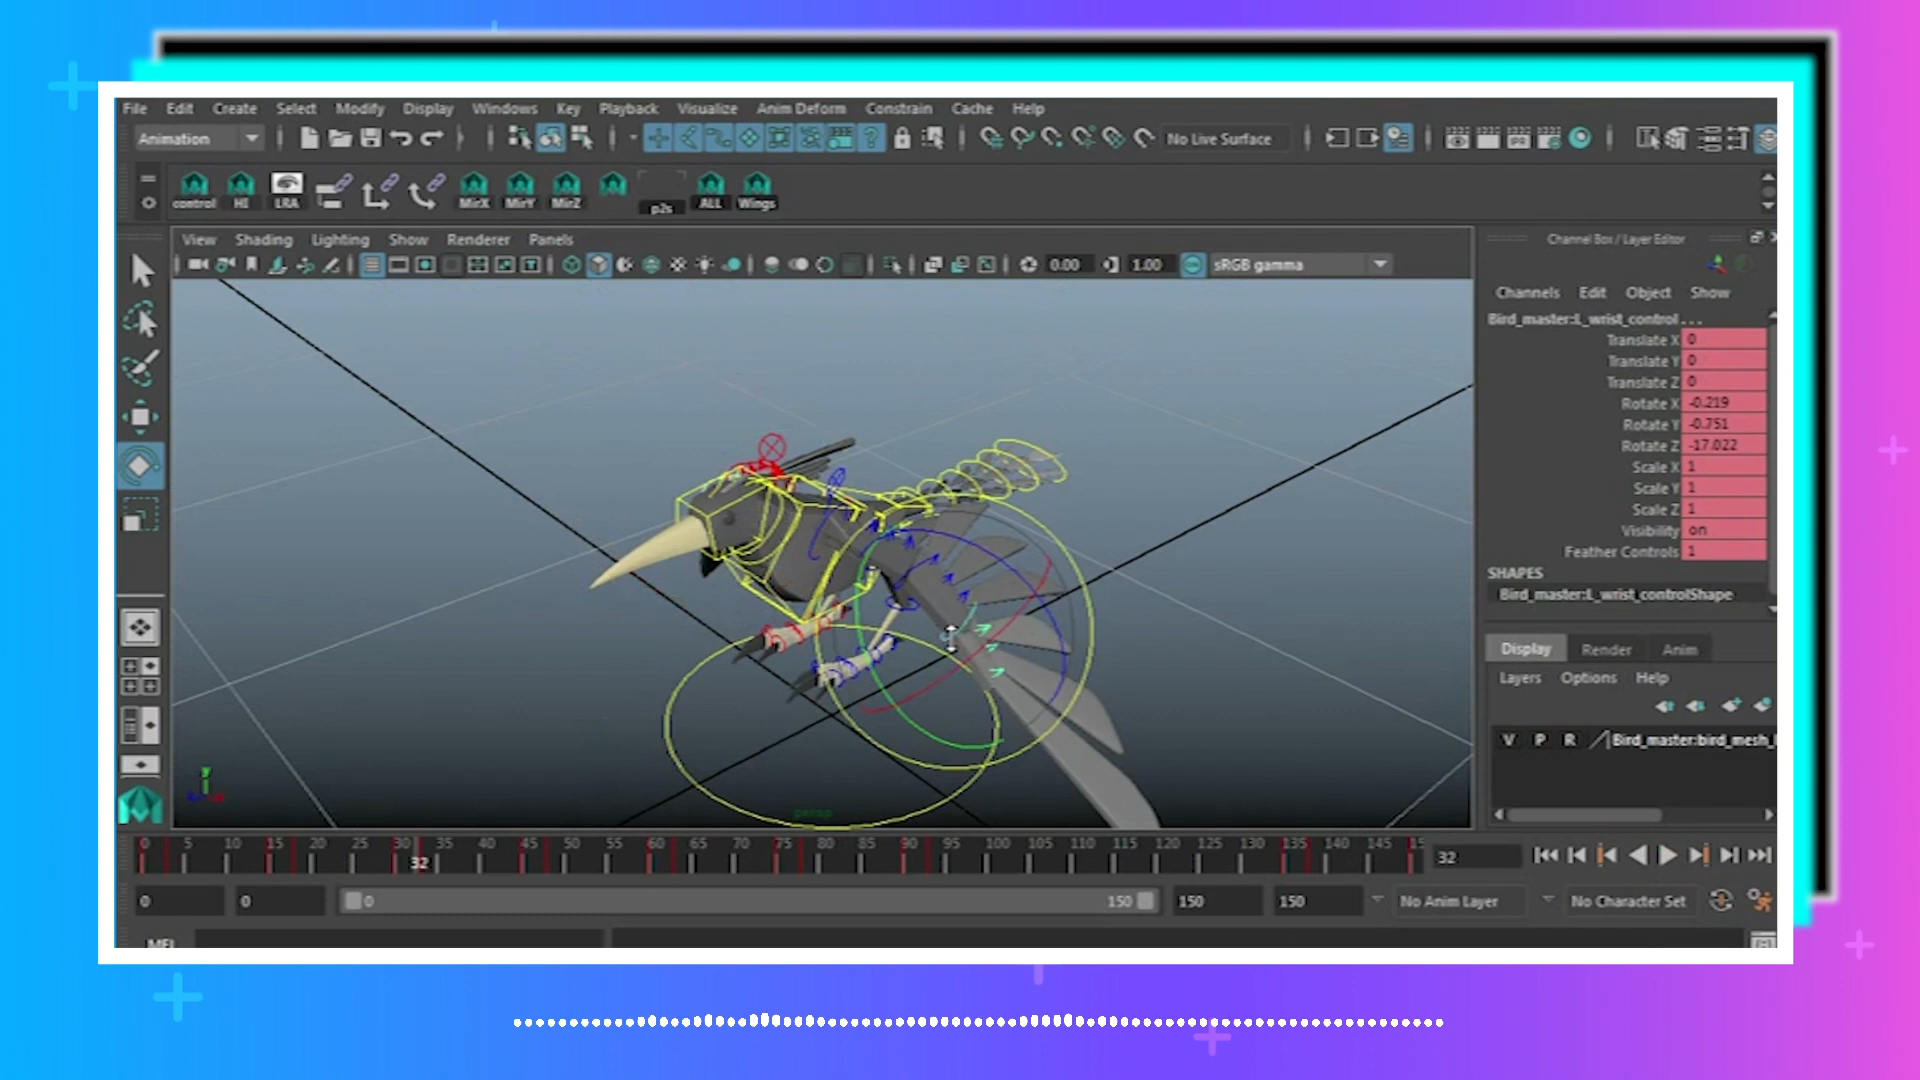 File Edit Create Select Modify Display Windows Key Playback Visualize Anim Deform Constrain Cache Help
Animation No Live Surface
control HI LRA MirX MirY MirZ p2s ALL Wings
View Shading Lighting Show Renderer Panels
0.00 1.00 sRGB gamma
Channel Box / Layer Editor
Channels Edit Object Show
Bird_master:L_wrist_control . . .
Translate X 0
Translate Y 0
Translate Z 0
Rotate X -0.219
Rotate Y -0.751
Rotate Z -17.022
Scale X 1
Scale Y 1
Scale Z 1
Visibility on
Feather Controls 1
SHAPES
Bird_master:L_wrist_controlShape
Display Render Anim
Layers Options Help
V P R Bird_master:bird_mesh_
persp
0 5 10 15 20 25 30 35 40 45 50 55 60 65 70 75 80 85 90 95 100 105 110 115 120 125 130 135 140 145 15
32 32
0 0 0 150 150 150 No Anim Layer No Character Set
MEL